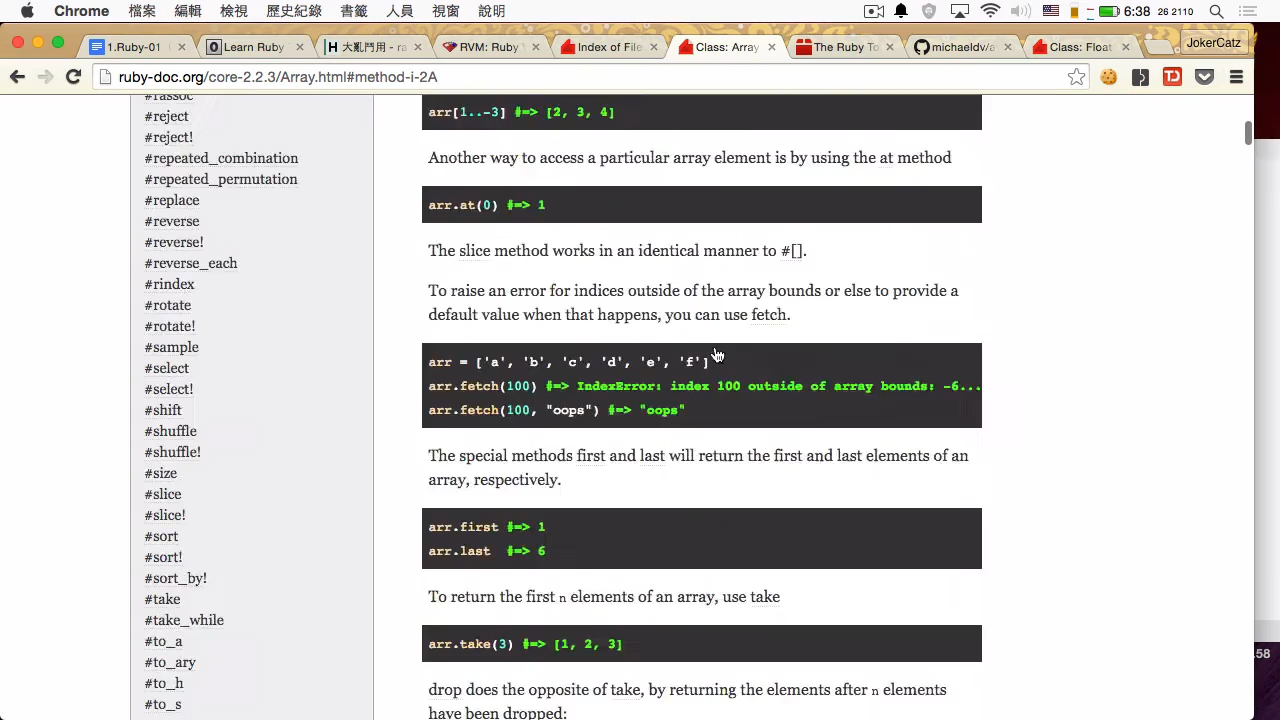 Chrome 檔案 編輯 檢視 歷史紀錄 書籤 人員 視窗 說明 6:38 26 2110
1.Ruby-01 Learn Ruby 大亂鬥用 - ra RVM: Ruby Index of File Class: Array The Ruby To michaeldv/a Class: Float JokerCatz
ruby-doc.org/core-2.2.3/Array.html#method-i-2A
#rassoc
#reject
#reject!
#repeated_combination
#repeated_permutation
#replace
#reverse
#reverse!
#reverse_each
#rindex
#rotate
#rotate!
#sample
#select
#select!
#shift
#shuffle
#shuffle!
#size
#slice
#slice!
#sort
#sort!
#sort_by!
#take
#take_while
#to_a
#to_ary
#to_h
#to_s
arr[1..-3] #=> [2, 3, 4]
Another way to access a particular array element is by using the at method
arr.at(0) #=> 1
The slice method works in an identical manner to #[].
To raise an error for indices outside of the array bounds or else to provide a
default value when that happens, you can use fetch.
arr = ['a', 'b', 'c', 'd', 'e', 'f']
arr.fetch(100) #=> IndexError: index 100 outside of array bounds: -6...
arr.fetch(100, "oops") #=> "oops"
The special methods first and last will return the first and last elements of an
array, respectively.
arr.first #=> 1
arr.last #=> 6
To return the first n elements of an array, use take
arr.take(3) #=> [1, 2, 3]
drop does the opposite of take, by returning the elements after n elements
have been dropped:
.58